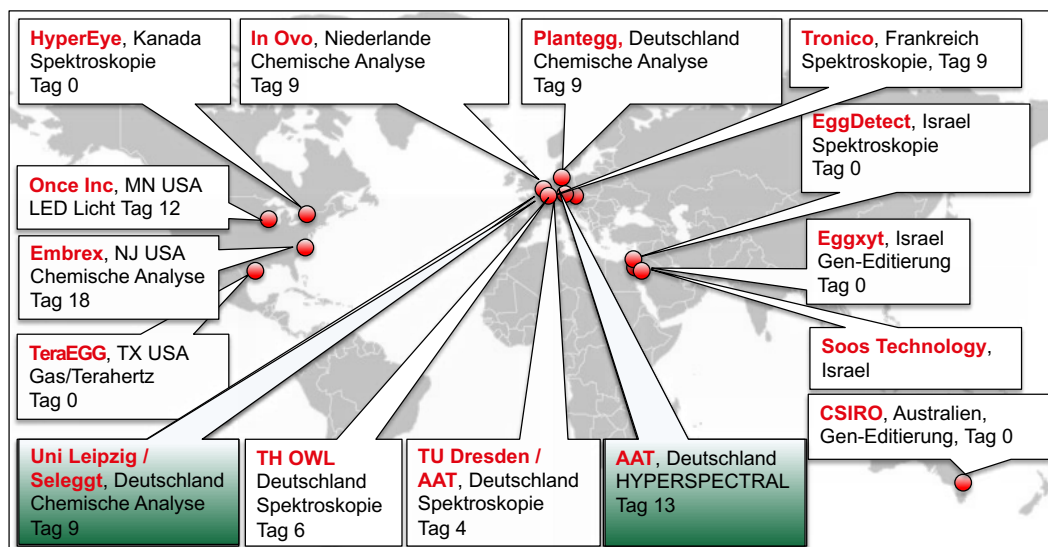 HyperEye, Kanada
Spektroskopie
Tag 0
In Ovo, Niederlande
Chemische Analyse
Tag 9
Plantegg, Deutschland
Chemische Analyse
Tag 9
Tronico, Frankreich
Spektroskopie, Tag 9
EggDetect, Israel
Spektroskopie
Tag 0
Once Inc, MN USA
LED Licht Tag 12
Embrex, NJ USA
Chemische Analyse
Tag 18
Eggxyt, Israel
Gen-Editierung
Tag 0
TeraEGG, TX USA
Gas/Terahertz
Tag 0
Soos Technology,
Israel
CSIRO, Australien,
Gen-Editierung, Tag 0
Uni Leipzig /
Seleggt, Deutschland
Chemische Analyse
Tag 9
TH OWL
Deutschland
Spektroskopie
Tag 6
TU Dresden /
AAT, Deutschland
Spektroskopie
Tag 4
AAT, Deutschland
HYPERSPECTRAL
Tag 13